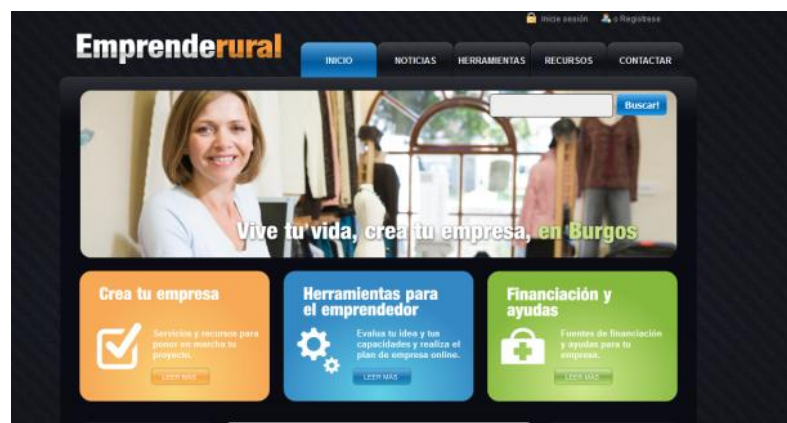 Inicie sesión o Regístrese
Emprenderural
INICIO NOTICIAS HERRAMIENTAS RECURSOS CONTACTAR
Buscar!
Vive tu vida, crea tu empresa, en Burgos
Crea tu empresa
Servicios y recursos para
poner en marcha tu
proyecto.
LEER MÁS
Herramientas para
el emprendedor
Evalua tu idea y tus
capacidades y realiza el
plan de empresa online.
LEER MÁS
Financiación y
ayudas
Fuentes de financiación
y ayudas para tu
empresa.
LEER MÁS